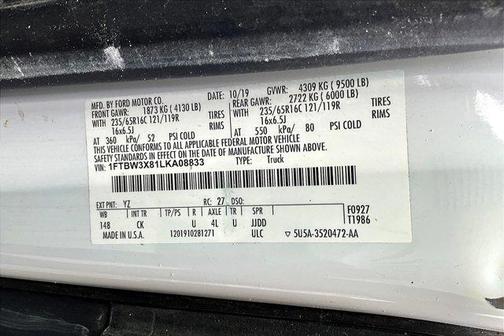 MFD. BY FORD MOTOR CO.
10/19 GVWR: 4309 KG ( 9500 LB)
FRONT GAWR: 1873 KG ( 4130 LB) REAR GAWR: 2722 KG ( 6000 LB)
WITH 235/65R16C 121/119R TIRES WITH 235/65R16C 121/119R TIRES
16x6.5J RIMS 16x6.5J RIMS
AT 360 kPa/ 52 PSI COLD AT 550 kPa/ 80 PSI COLD
THIS VEHICLE CONFORMS TO ALL APPLICABLE FEDERAL MOTOR VEHICLE
SAFETY/BUMPER STANDARDS IN EFFECT ON THE DATE OF MANUFACTURE SHOWN ABOVE.
VIN: 1FTBW3X81LKA08833 TYPE: Truck
EXT PNT: YZ RC: 27 DSO:
WB INT TR TP/PS R AXLE TR SPR F0927
148 CK U 4L U JJDD T1986
MADE IN U.S.A. 1201910281271 ULC 5U5A-3520472-AA